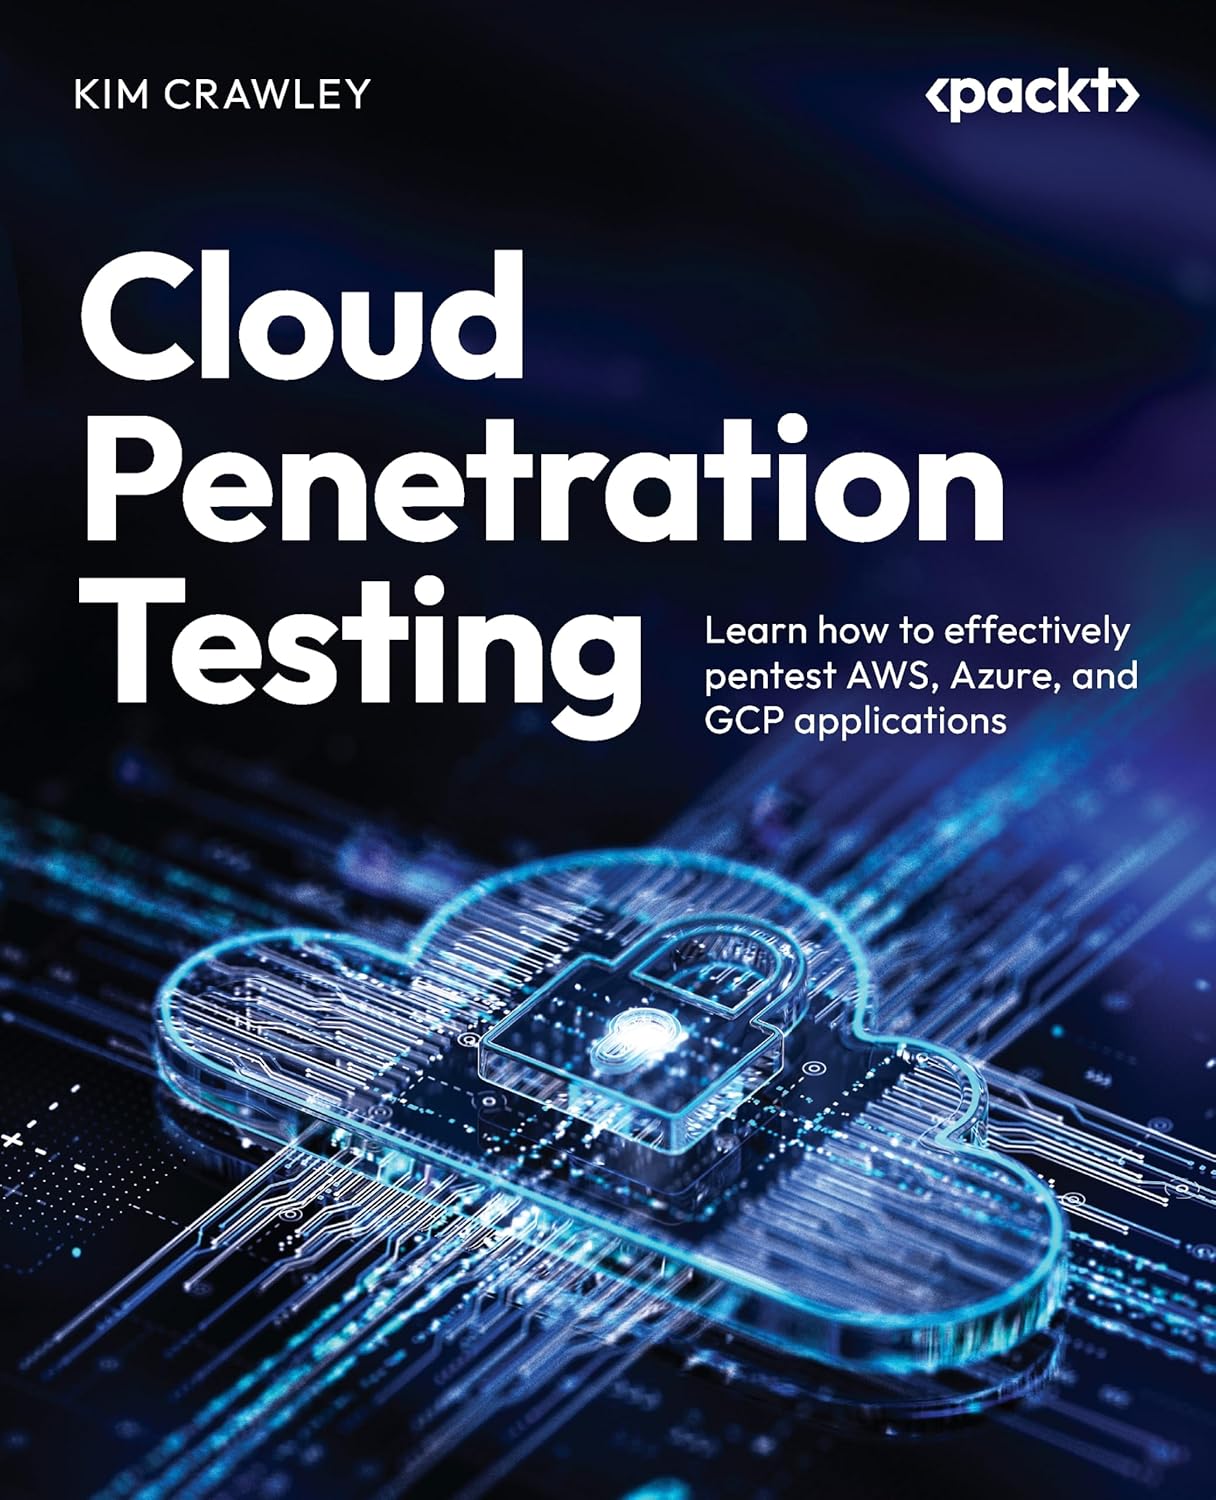 KIM CRAWLEY
<packt>
Cloud
Penetration
Testing
Learn how to effectively
pentest AWS, Azure, and
GCP applications